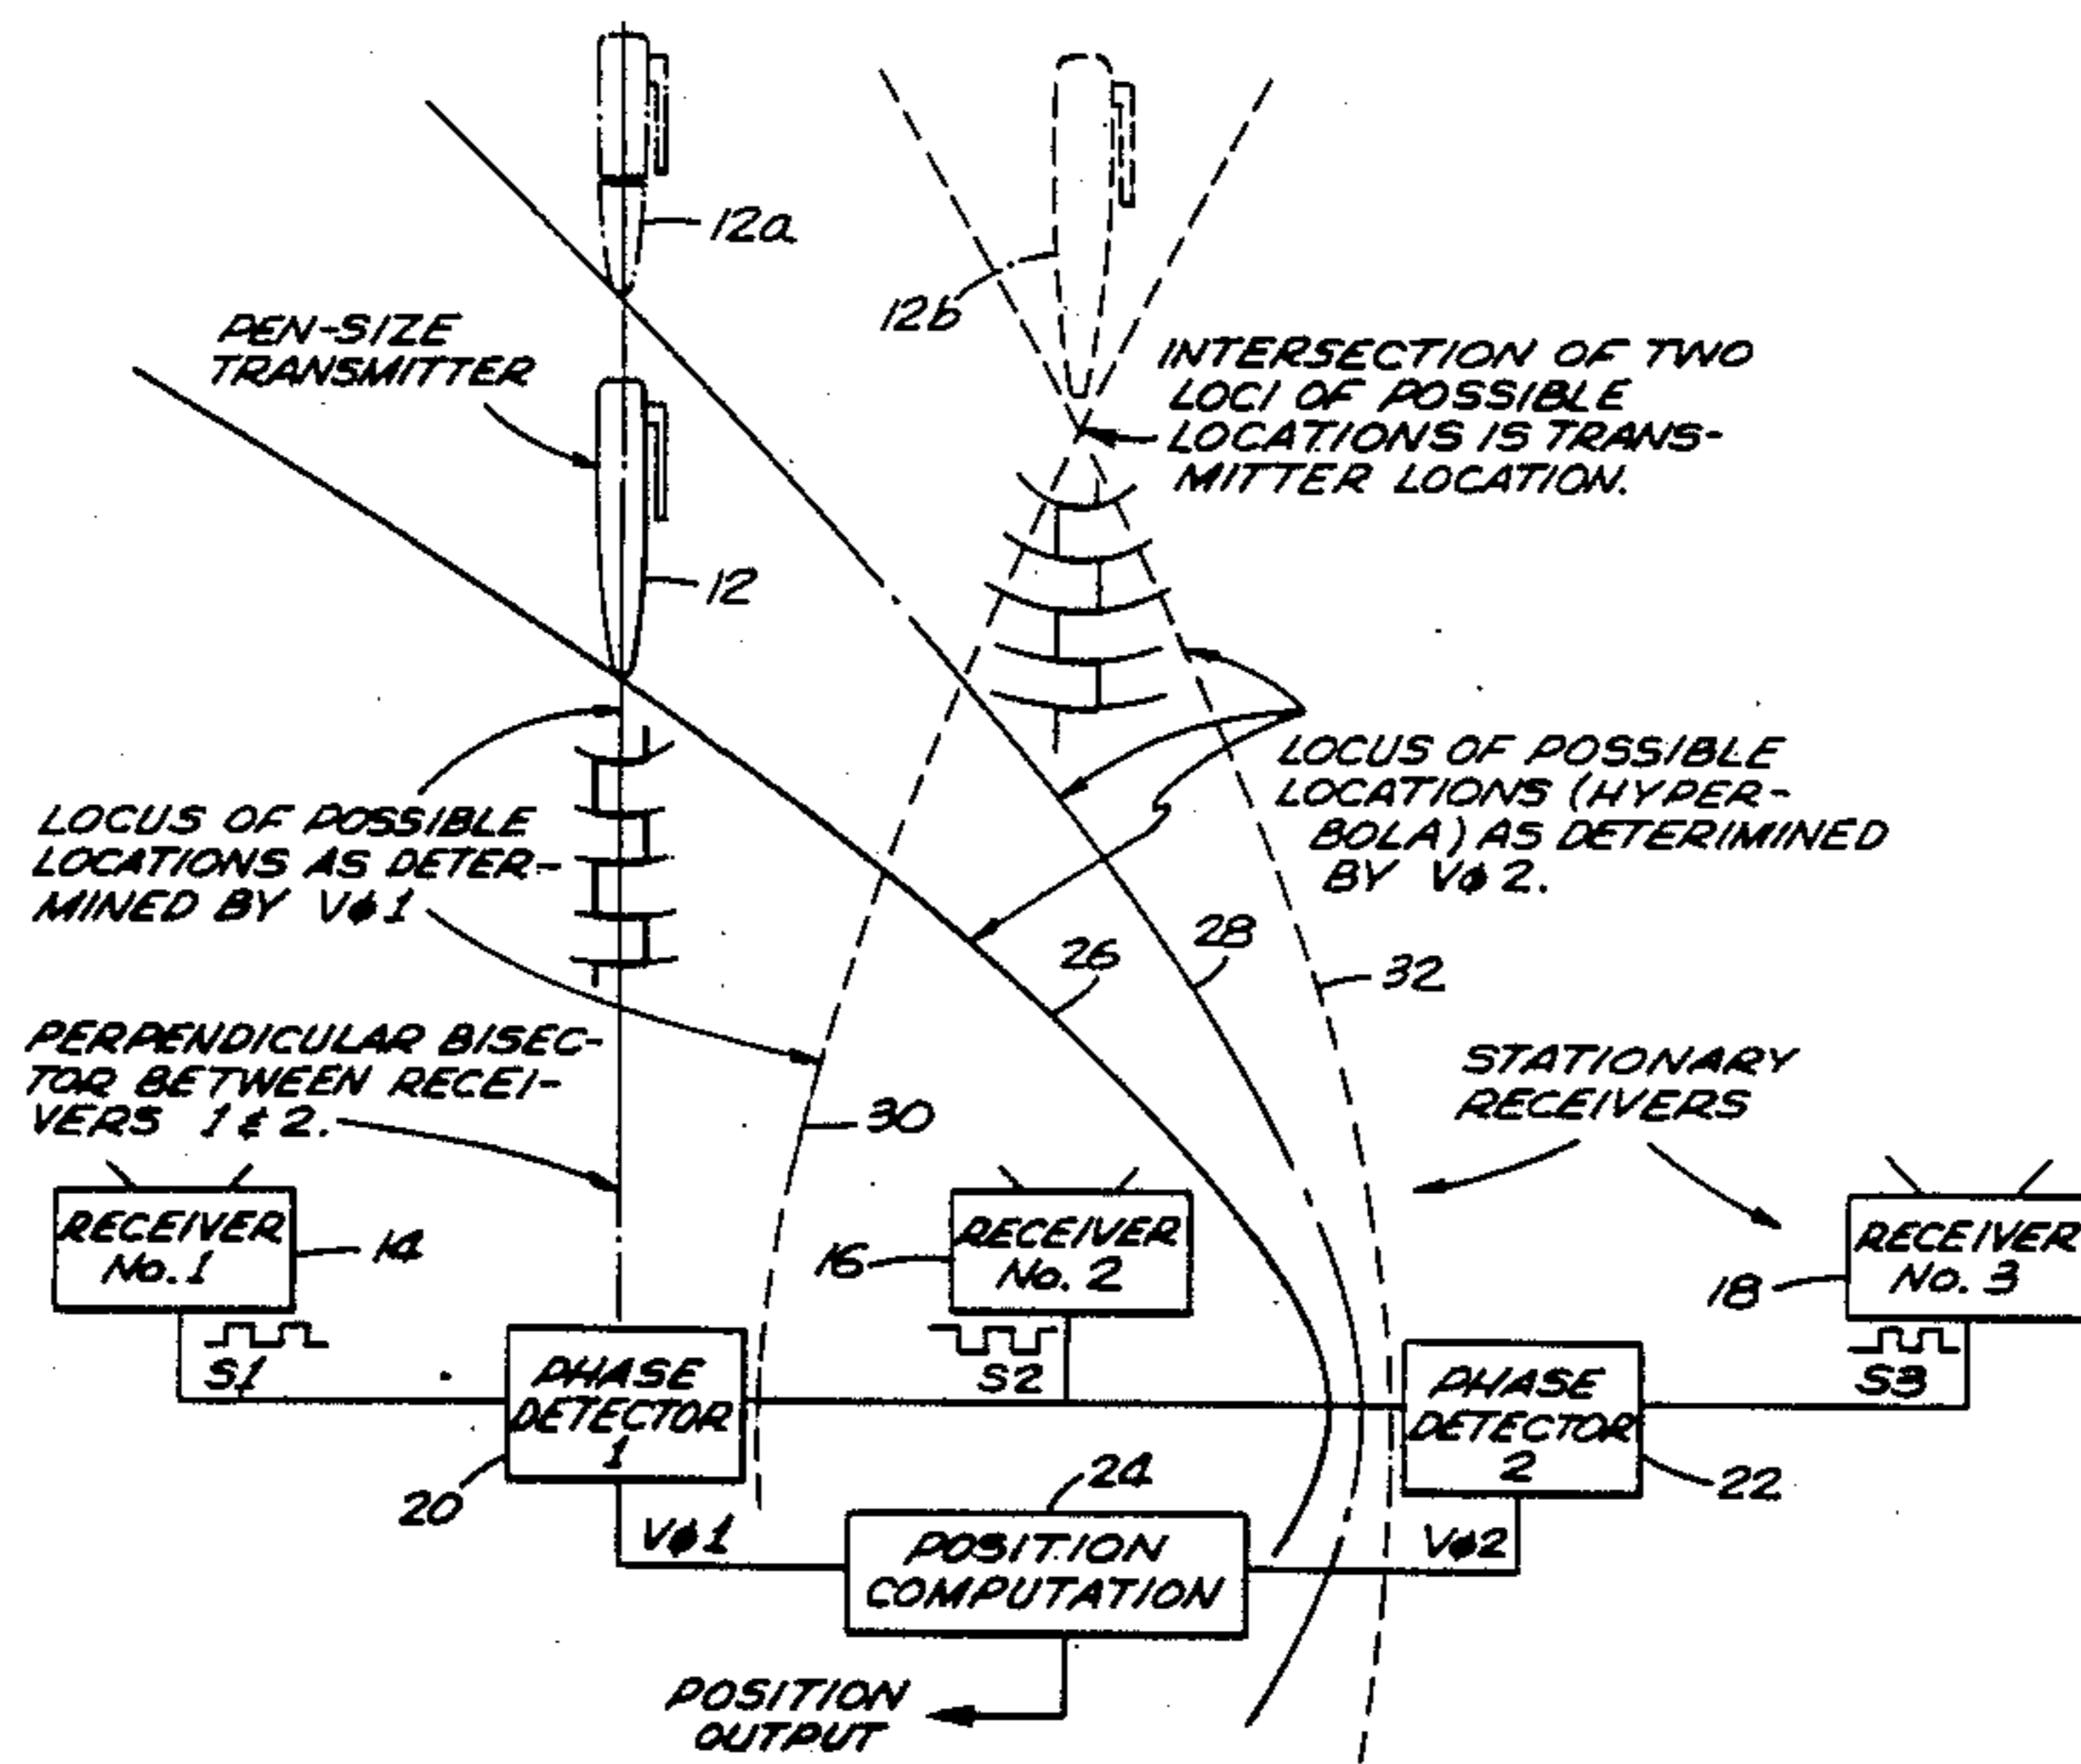 12a
PEN-SIZE
TRANSMITTER
12b
INTERSECTION OF TWO
LOCI OF POSSIBLE
LOCATIONS IS TRANS-
MITTER LOCATION.
12
LOCUS OF POSSIBLE
LOCATIONS AS DETER-
MINED BY Vφ1
LOCUS OF POSSIBLE
LOCATIONS (HYPER-
BOLA) AS DETERIMINED
BY Vφ2.
26
28
32
PERPENDICULAR BISEC-
TOR BETWEEN RECEI-
VERS 1 & 2.
30
STATIONARY
RECEIVERS
RECEIVER
No. 1
14
16
RECEIVER
No. 2
18
RECEIVER
No. 3
S1
S2
S3
PHASE
DETECTOR
1
20
PHASE
DETECTOR
2
22
24
Vφ1
Vφ2
POSITION
COMPUTATION
POSITION
OUTPUT